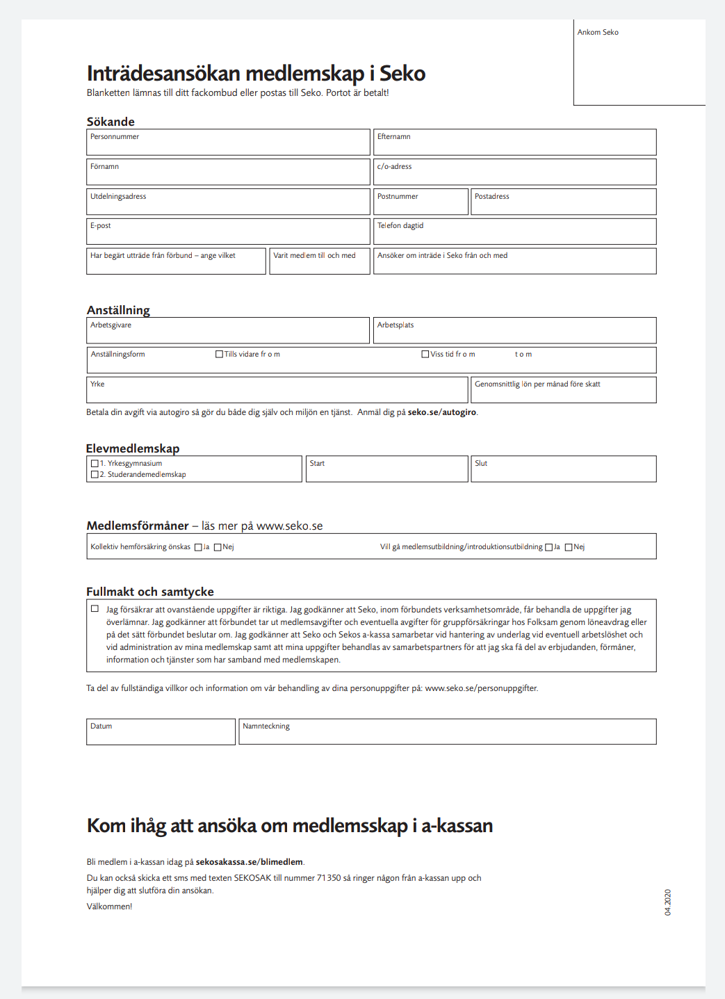 Ankom Seko
Inträdesansökan medlemskap i Seko
Blanketten lämnas till ditt fackombud eller postas till Seko. Portot är betalt!
Sökande
Personnummer
Efternamn
Förnamn
c/o-adress
Utdelningsadress
Postnummer
Postadress
E-post
Telefon dagtid
Har begärt utträde från förbund – ange vilket
Varit medlem till och med
Ansöker om inträde i Seko från och med
Anställning
Arbetsgivare
Arbetsplats
Anställningsform
Tills vidare fr o m
Viss tid fr o m
t o m
Yrke
Genomsnittlig lön per månad före skatt
Betala din avgift via autogiro så gör du både dig själv och miljön en tjänst. Anmäl dig på seko.se/autogiro.
Elevmedlemskap
1. Yrkesgymnasium
2. Studerandemedlemskap
Start
Slut
Medlemsförmåner – läs mer på www.seko.se
Kollektiv hemförsäkring önskas Ja Nej
Vill gå medlemsutbildning/introduktionsutbildning Ja Nej
Fullmakt och samtycke
Jag försäkrar att ovanstående uppgifter är riktiga. Jag godkänner att Seko, inom förbundets verksamhetsområde, får behandla de uppgifter jag
överlämnar. Jag godkänner att förbundet tar ut medlemsavgifter och eventuella avgifter för gruppförsäkringar hos Folksam genom löneavdrag eller
på det sätt förbundet beslutar om. Jag godkänner att Seko och Sekos a-kassa samarbetar vid hantering av underlag vid eventuell arbetslöshet och
vid administration av mina medlemskap samt att mina uppgifter behandlas av samarbetspartners för att jag ska få del av erbjudanden, förmåner,
information och tjänster som har samband med medlemskapen.
Ta del av fullständiga villkor och information om vår behandling av dina personuppgifter på: www.seko.se/personuppgifter.
Datum
Namnteckning
Kom ihåg att ansöka om medlemsskap i a-kassan
Bli medlem i a-kassan idag på sekosakassa.se/blimedlem.
Du kan också skicka ett sms med texten SEKOSAK till nummer 71 350 så ringer någon från a-kassan upp och
hjälper dig att slutföra din ansökan.
Välkommen!
04.2020